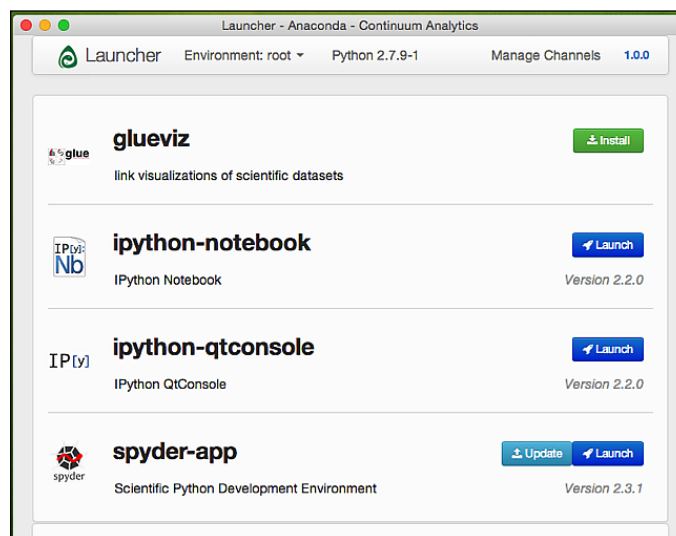 Launcher - Anaconda - Continuum Analytics
Launcher Environment: root Python 2.7.9-1 Manage Channels 1.0.0
glue
glueviz
Install
link visualizations of scientific datasets
IP[y]:
Nb
ipython-notebook
Launch
IPython Notebook
Version 2.2.0
IP[y]
ipython-qtconsole
Launch
IPython QtConsole
Version 2.2.0
spyder
spyder-app
Update Launch
Scientific Python Development Environment
Version 2.3.1